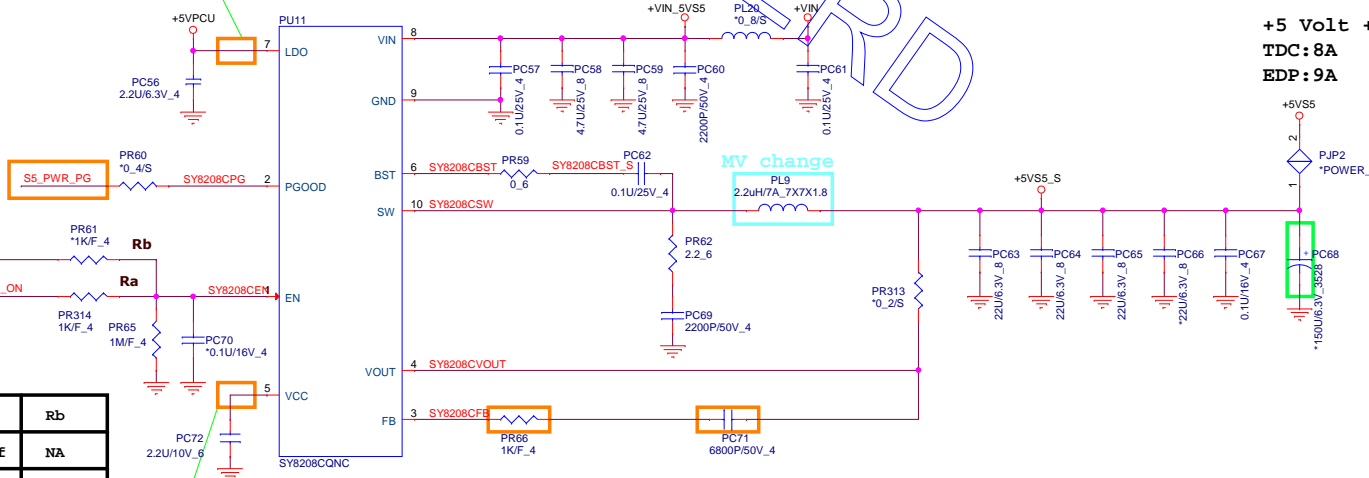 +5VPCU
PU11
+VIN_5VS5
PL20
*0_8/S
+VIN
RD
+5 Volt +
TDC:8A
EDP:9A
7
LDO
VIN
8
PC56
2.2U/6.3V_4
PC57
0.1U/25V_4
PC58
4.7U/25V_8
PC59
4.7U/25V_8
PC60
2200P/50V_4
PC61
0.1U/25V_4
GND
9
+5VS5
2
PJP2
*POWER_
1
S5_PWR_PG
PR60
*0_4/S
SY8208CPG
2
PGOOD
BST
6
SY8208CBST
PR59
0_6
SY8208CBST_S
PC62
0.1U/25V_4
MV change
PL9
2.2uH/7A_7X7X1.8
SW
10
SY8208CSW
+5VS5_S
PR61
*1K/F_4
Rb
PR62
2.2_6
PC63
22U/6.3V_8
PC64
22U/6.3V_8
PC65
22U/6.3V_8
PC66
*22U/6.3V_8
PC67
0.1U/16V_4
+
PC68
*150U/6.3V_3528
_ON
Ra
PR314
1K/F_4
SY8208CEN
1
EN
PR65
1M/F_4
PC70
*0.1U/16V_4
PR313
*0_2/S
PC69
2200P/50V_4
VOUT
4
SY8208CVOUT
5
VCC
FB
3
SY8208CFB
PR66
1K/F_4
PC71
6800P/50V_4
PC72
2.2U/10V_6
SY8208CQNC
Rb
NA